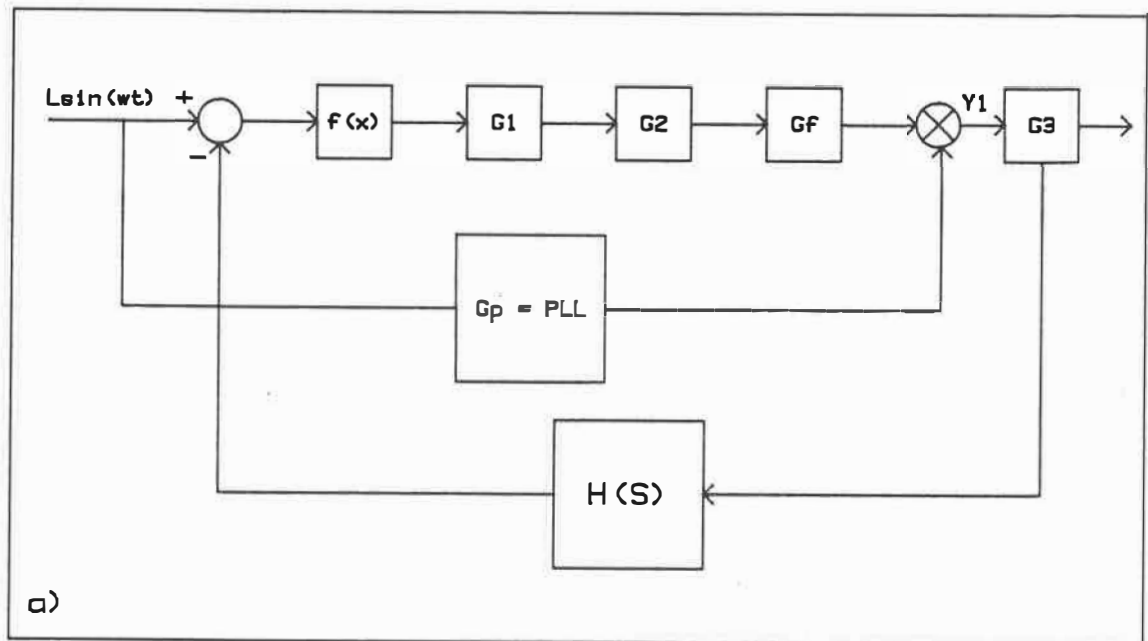 Lsin(wt)
+
-
f(x)
G1
G2
Gf
Y1
G3
Gp = PLL
H(S)
a)